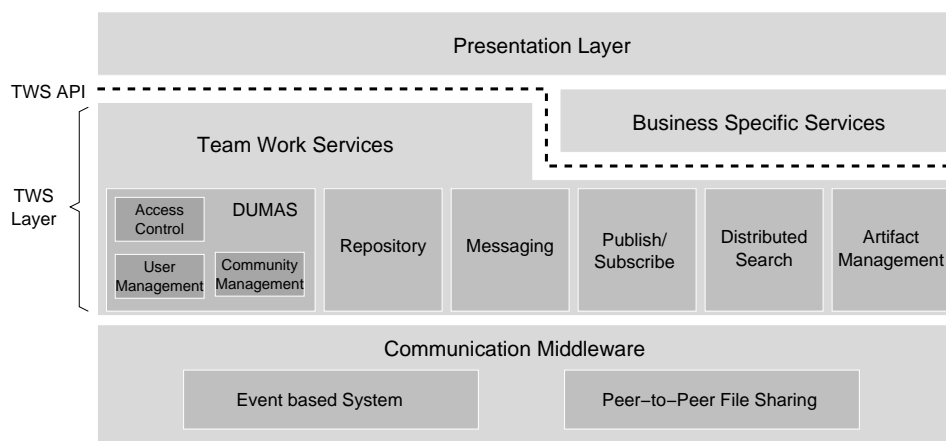 Presentation Layer
TWS API
Business Specific Services
Team Work Services
TWS
Layer
Access
Control
DUMAS
User
Management
Community
Management
Repository
Messaging
Publish/
Subscribe
Distributed
Search
Artifact
Management
Communication Middleware
Event based System
Peer−to−Peer File Sharing